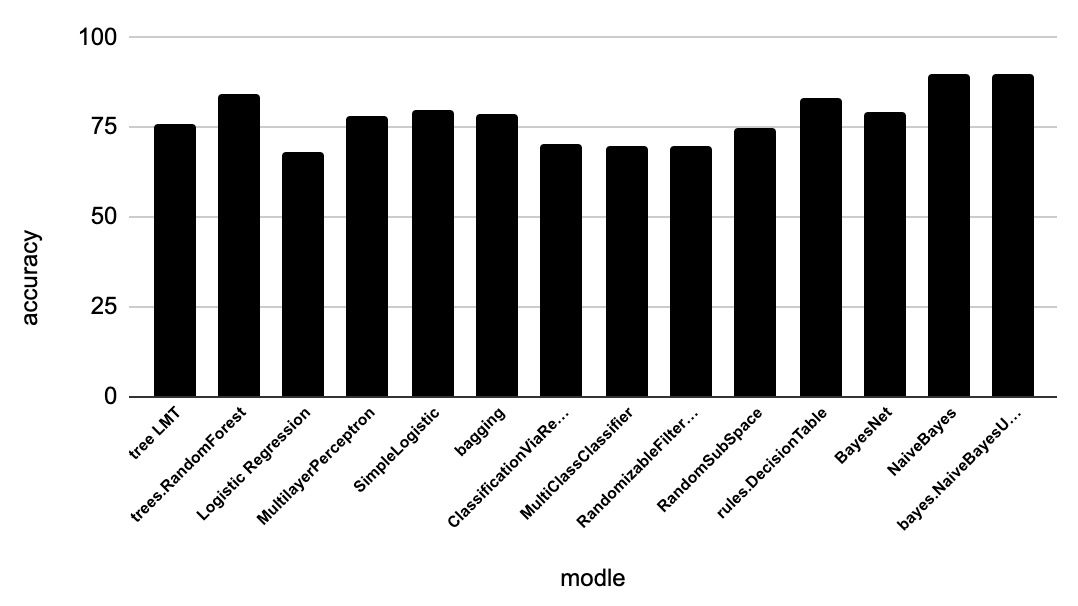 100
75
50
25
0
accuracy
tree LMT
trees.RandomForest
Logistic Regression
MultilayerPerceptron
SimpleLogistic
bagging
ClassificationViaRe…
MultiClassClassifier
RandomizableFilter…
RandomSubSpace
rules.DecisionTable
BayesNet
NaiveBayes
bayes.NaiveBayesU…
modle